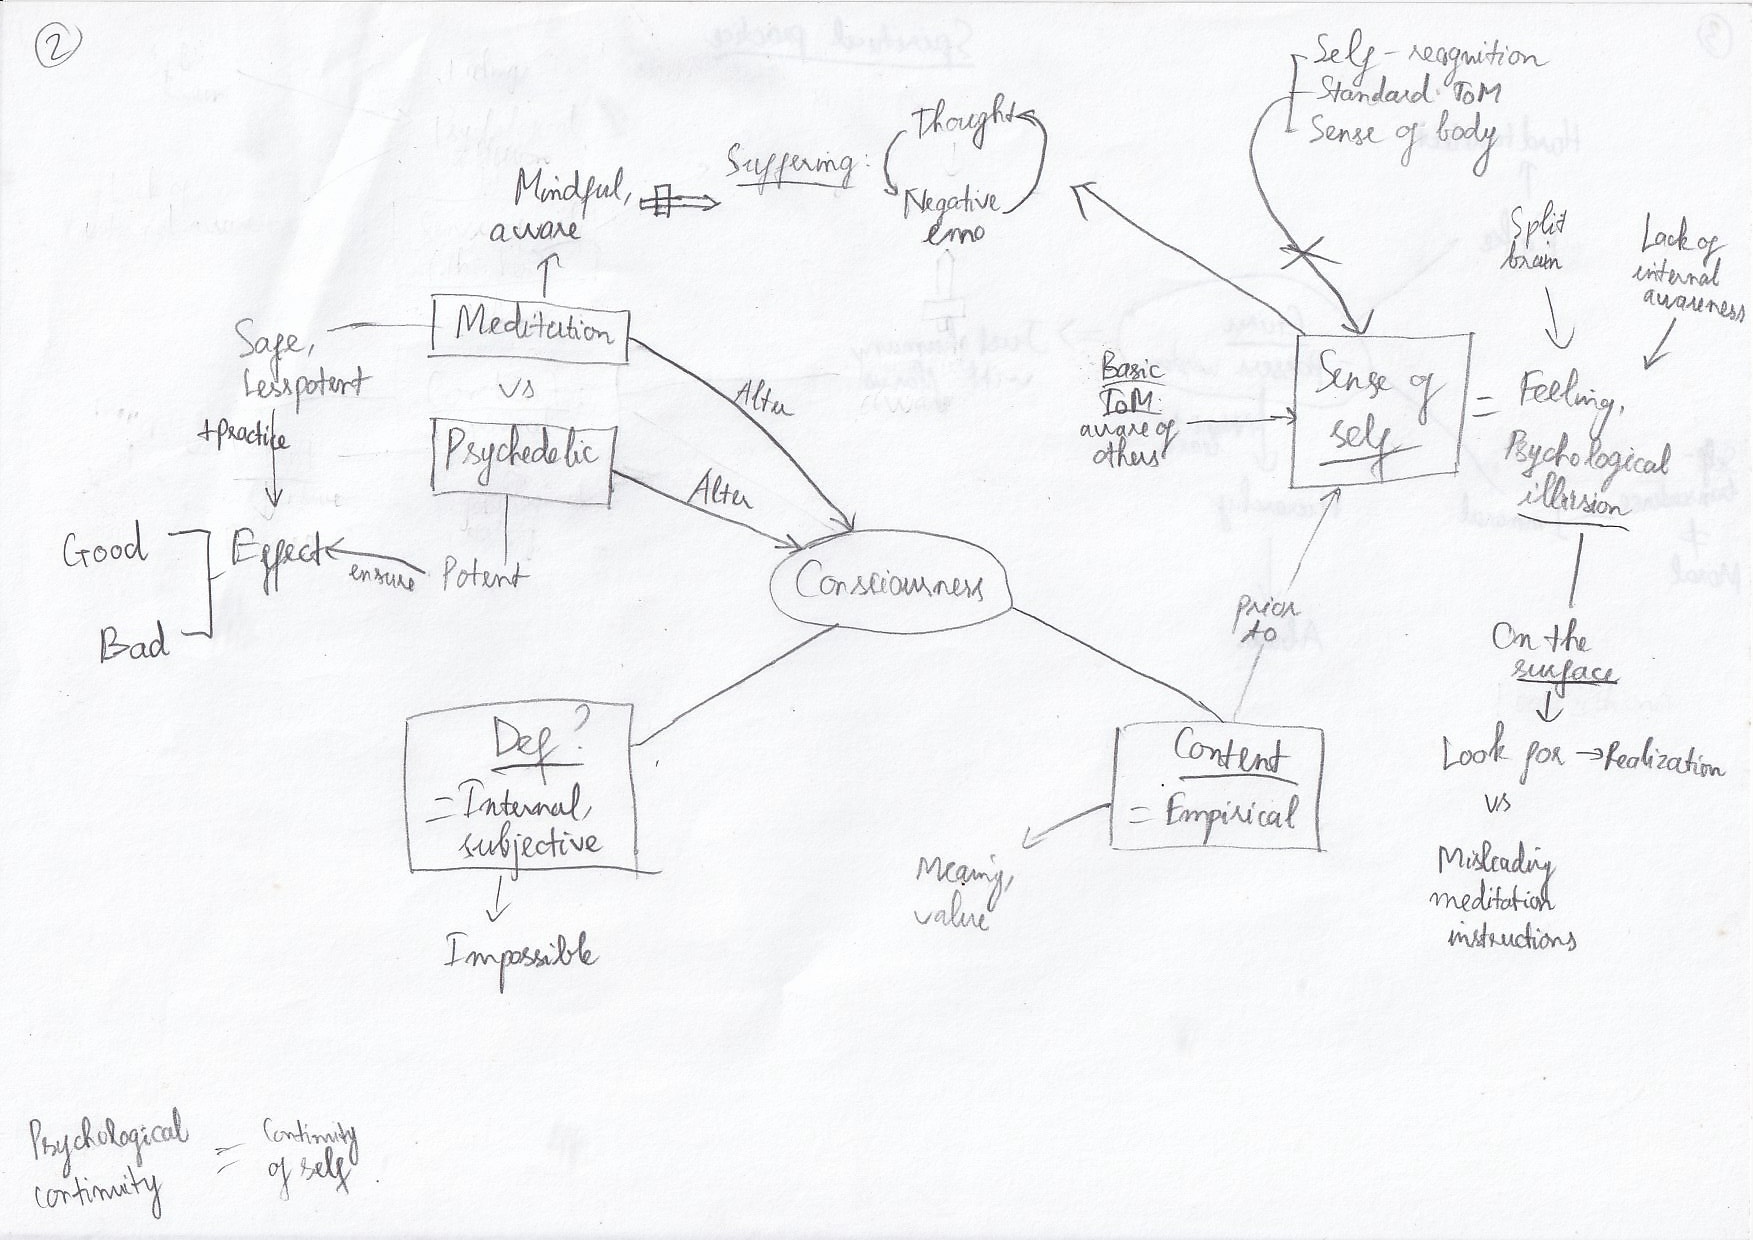 2
Self-recognition
Standard ToM
Sense of body
Thought
Suffering:
Negative
emo
Mindful,
aware
Split
brain
Lack of
internal
awareness
Meditation
vs
Psychedelic
Safe,
Less potent
+ practice
Alter
Alter
Good
Bad
Effect
ensure
Potent
Consciousness
Basic
ToM:
aware of
others
Sense of
self
=
Feeling,
Psychological
illusion
prior
to
On the
surface
Look for → Realization
vs
Misleading
meditation
instructions
Def?
= Internal,
subjective
Impossible
Content
= Empirical
Meaning,
value
Psychological
continuity
=
Continuity
of self.